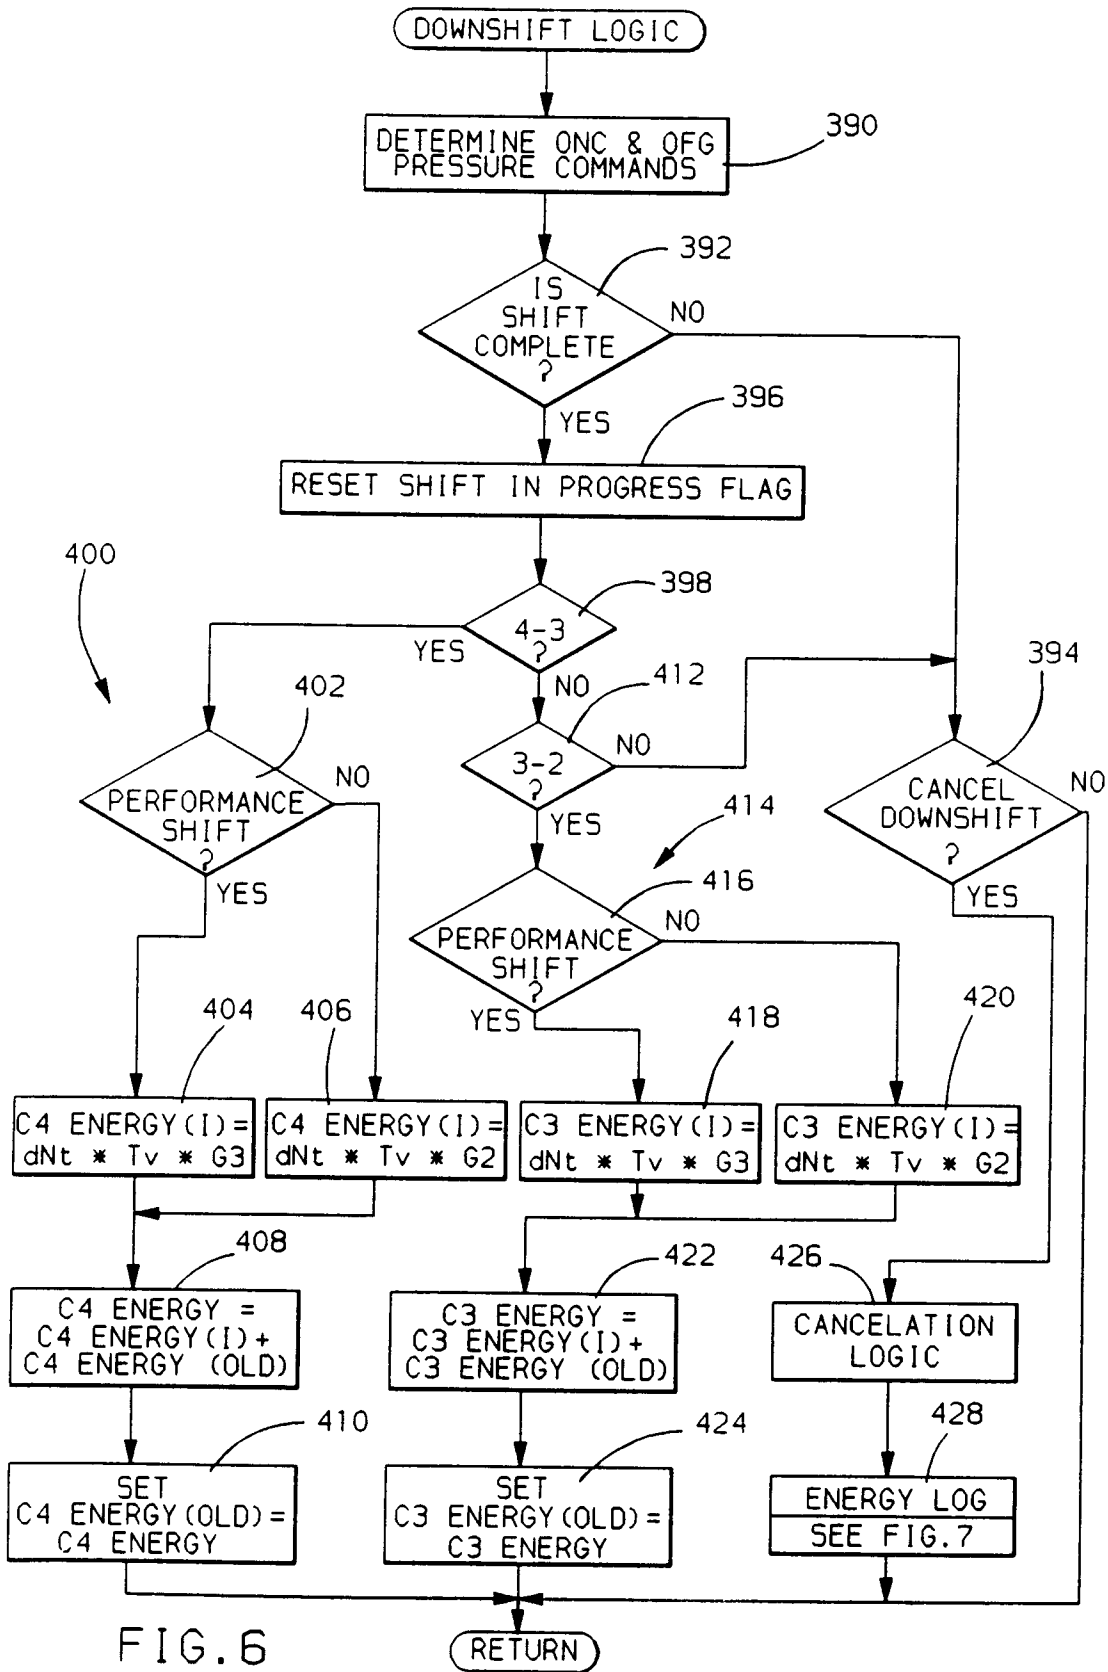 DOWNSHIFT LOGIC
DETERMINE ONC & OFG
PRESSURE COMMANDS
390
IS
SHIFT
COMPLETE
?
392
NO
YES
396
RESET SHIFT IN PROGRESS FLAG
400
398
4-3
?
YES
NO
412
3-2
?
NO
YES
394
CANCEL
DOWNSHIFT
?
NO
YES
402
PERFORMANCE
SHIFT
?
NO
YES
414
416
PERFORMANCE
SHIFT
?
NO
YES
404
C4 ENERGY(I)=
dNt * Tv * G3
406
C4 ENERGY(I)=
dNt * Tv * G2
418
C3 ENERGY(I)=
dNt * Tv * G3
420
C3 ENERGY(I)=
dNt * Tv * G2
408
C4 ENERGY =
C4 ENERGY(I)+
C4 ENERGY (OLD)
422
C3 ENERGY =
C3 ENERGY(I)+
C3 ENERGY (OLD)
426
CANCELATION
LOGIC
410
SET
C4 ENERGY(OLD)=
C4 ENERGY
424
SET
C3 ENERGY(OLD)=
C3 ENERGY
428
ENERGY LOG
SEE FIG.7
RETURN
FIG.6